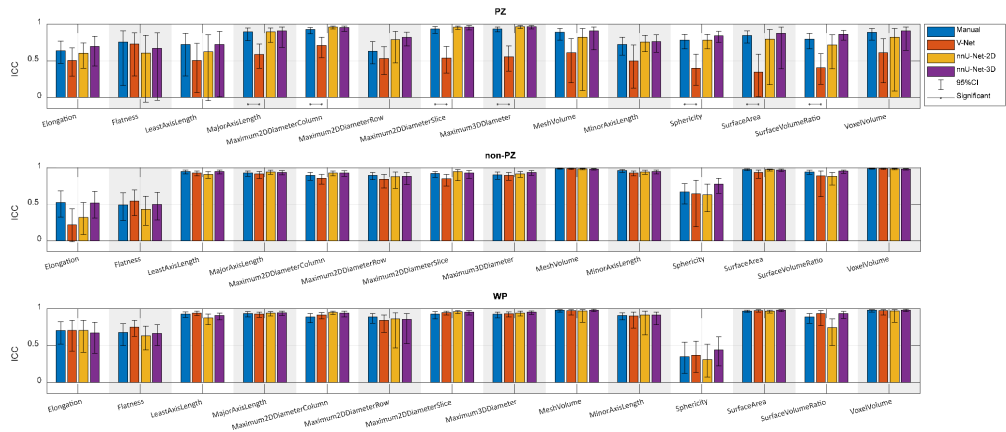 PZ
ICC
1
0.5
0
Elongation
Flatness
LeastAxisLength
MajorAxisLength
Maximum2DDiameterColumn
Maximum2DDiameterRow
Maximum2DDiameterSlice
Maximum3DDiameter
MeshVolume
MinorAxisLength
Sphericity
SurfaceArea
SurfaceVolumeRatio
VoxelVolume
Manual
V-Net
nnU-Net-2D
nnU-Net-3D
95%CI
Significant
non-PZ
ICC
1
0.5
0
Elongation
Flatness
LeastAxisLength
MajorAxisLength
Maximum2DDiameterColumn
Maximum2DDiameterRow
Maximum2DDiameterSlice
Maximum3DDiameter
MeshVolume
MinorAxisLength
Sphericity
SurfaceArea
SurfaceVolumeRatio
VoxelVolume
WP
ICC
1
0.5
0
Elongation
Flatness
LeastAxisLength
MajorAxisLength
Maximum2DDiameterColumn
Maximum2DDiameterRow
Maximum2DDiameterSlice
Maximum3DDiameter
MeshVolume
MinorAxisLength
Sphericity
SurfaceArea
SurfaceVolumeRatio
VoxelVolume